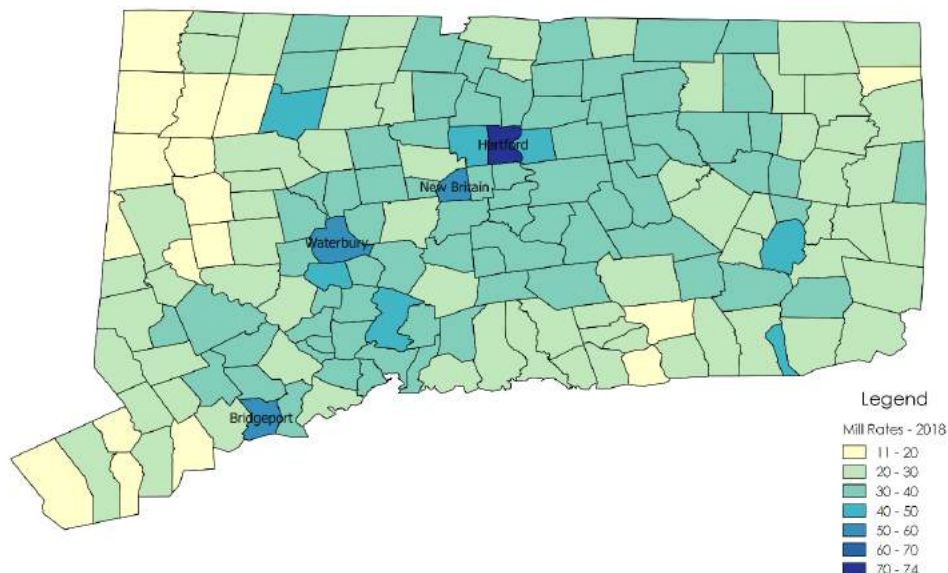 Hartford
New Britain
Waterbury
Bridgeport
Legend
Mill Rates - 2018
11 - 20
20 - 30
30 - 40
40 - 50
50 - 60
60 - 70
70 - 74